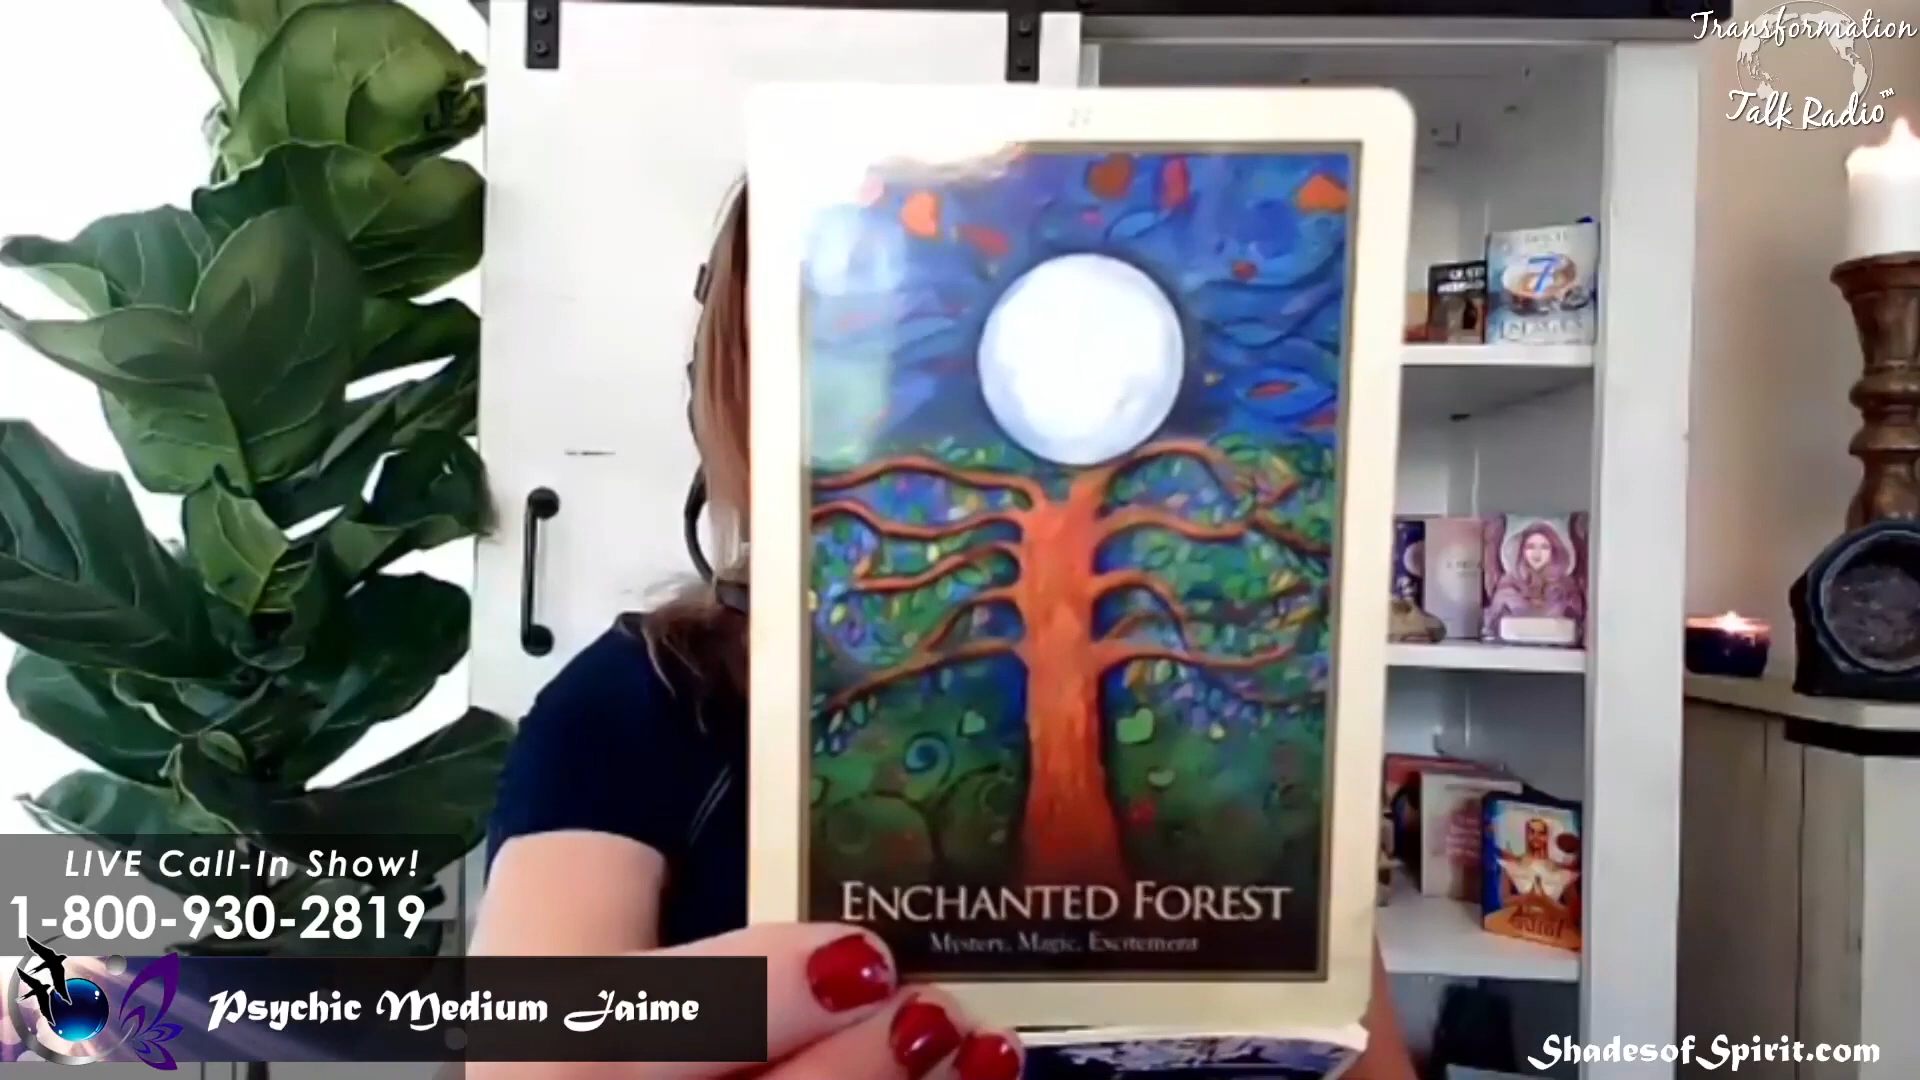 Transformation
Talk Radio™
7
ENCHANTED FOREST
Mystery, Magic, Excitement
LIVE Call-In Show!
1-800-930-2819
Psychic Medium Jaime
ShadesofSpirit.com